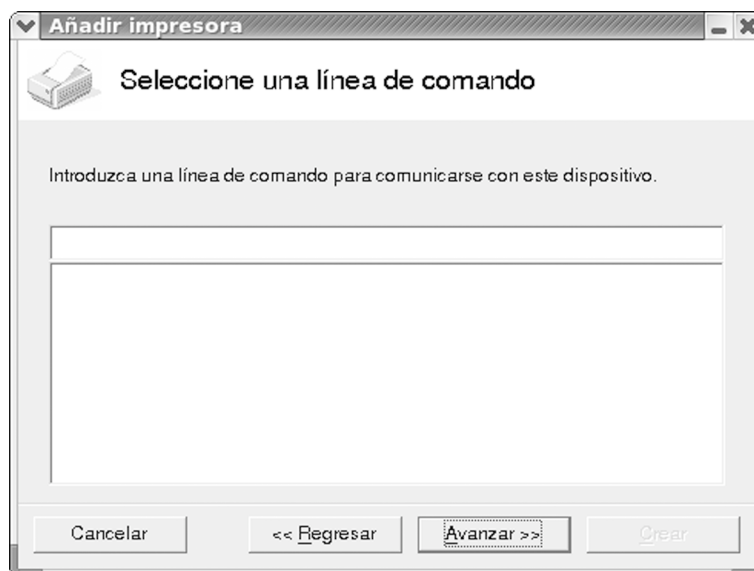 Añadir impresora
Seleccione una línea de comando
Introduzca una línea de comando para comunicarse con este dispositivo.
Cancelar << Regresar Avanzar >> Crear